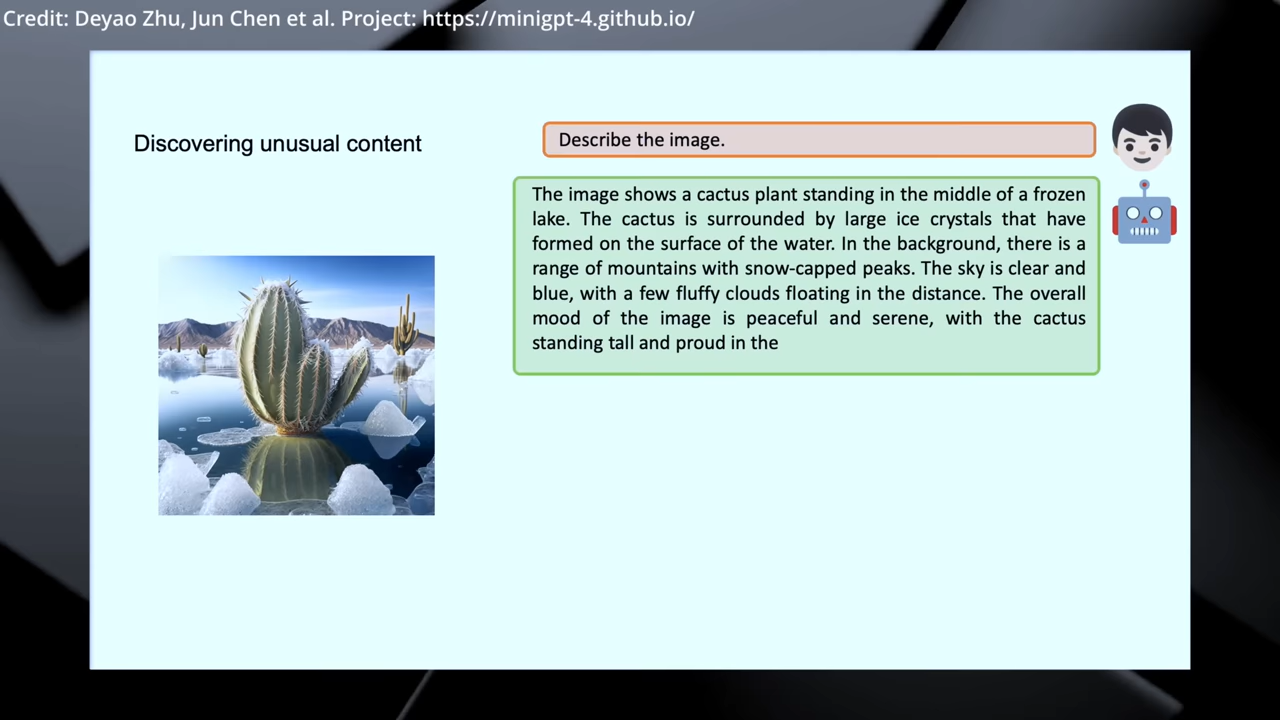 Credit: Deyao Zhu, Jun Chen et al. Project: https://minigpt-4.github.io/
Discovering unusual content
Describe the image.
The image shows a cactus plant standing in the middle of a frozen
lake. The cactus is surrounded by large ice crystals that have
formed on the surface of the water. In the background, there is a
range of mountains with snow-capped peaks. The sky is clear and
blue, with a few fluffy clouds floating in the distance. The overall
mood of the image is peaceful and serene, with the cactus
standing tall and proud in the